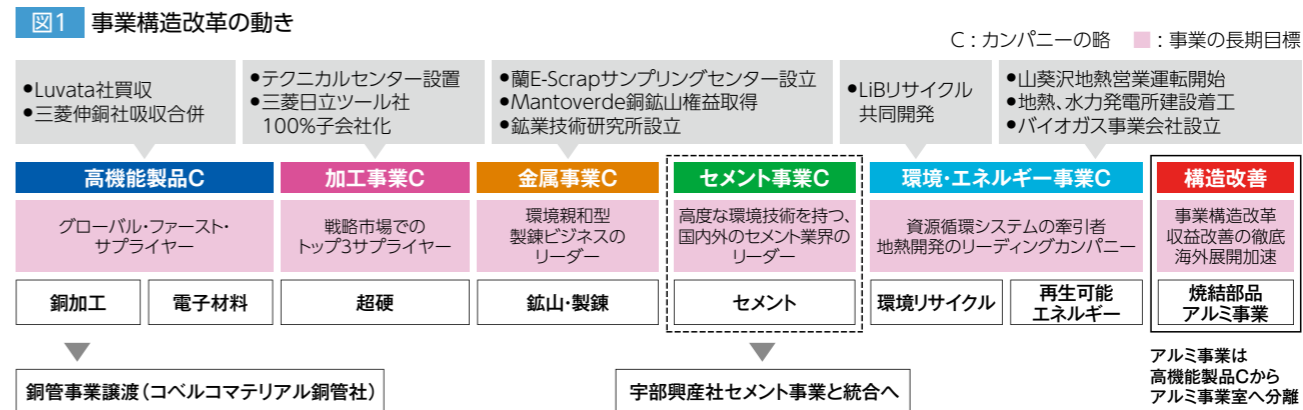 図1 事業構造改革の動き
C：カンパニーの略 ■：事業の長期目標
●Luvata社買収
●三菱伸銅社吸収合併
●テクニカルセンター設置
●三菱日立ツール社
100%子会社化
●蘭E-Scrapサンプリングセンター設立
●Mantoverde銅鉱山権益取得
●鉱業技術研究所設立
●LiBリサイクル
共同開発
●山葵沢地熱営業運転開始
●地熱、水力発電所建設着工
●バイオガス事業会社設立
高機能製品C
加工事業C
金属事業C
セメント事業C
環境・エネルギー事業C
構造改善
グローバル・ファースト・
サプライヤー
戦略市場での
トップ3サプライヤー
環境親和型
製錬ビジネスの
リーダー
高度な環境技術を持つ、
国内外のセメント業界の
リーダー
資源循環システムの牽引者
地熱開発のリーディングカンパニー
事業構造改革
収益改善の徹底
海外展開加速
銅加工
電子材料
超硬
鉱山・製錬
セメント
環境リサイクル
再生可能
エネルギー
焼結部品
アルミ事業
銅管事業譲渡（コベルコマテリアル銅管社）
宇部興産社セメント事業と統合へ
アルミ事業は
高機能製品Cから
アルミ事業室へ分離